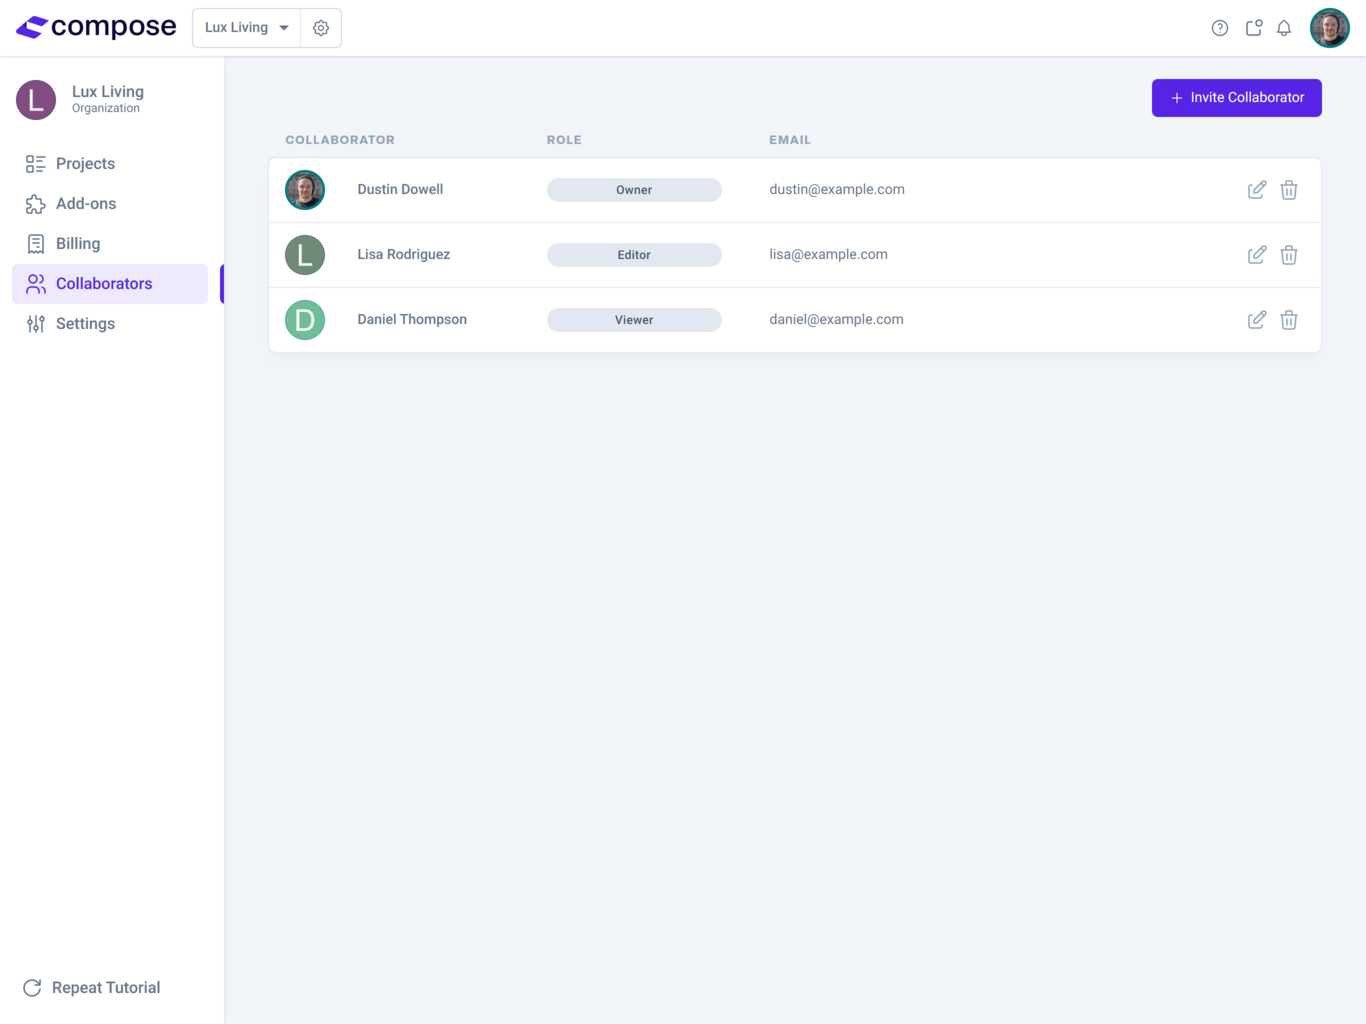 compose
Lux Living
L
Lux Living
Organization
Projects
Add-ons
Billing
Collaborators
Settings
Repeat Tutorial
+ Invite Collaborator
COLLABORATOR ROLE EMAIL
Dustin Dowell Owner dustin@example.com
L Lisa Rodriguez Editor lisa@example.com
D Daniel Thompson Viewer daniel@example.com